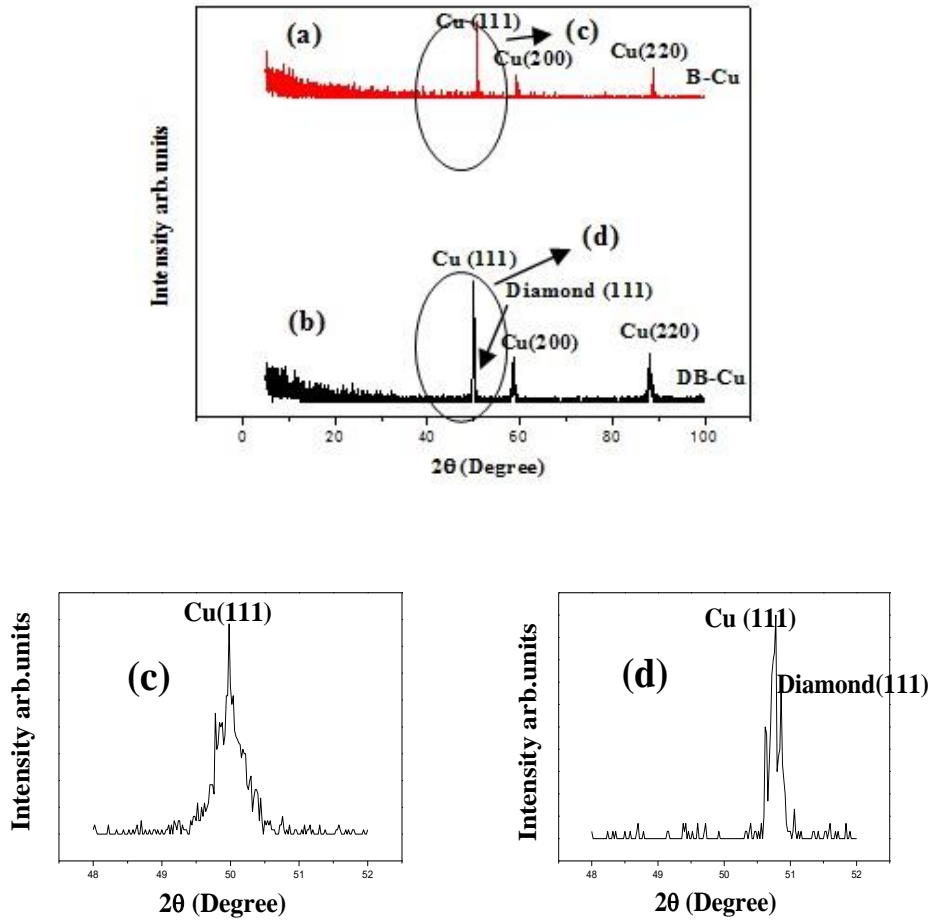 Cu (111)
(a)
(c)
Cu(200)
Cu(220)
B-Cu
(d)
Cu (111)
Diamond (111)
(b)
Cu(200)
Cu(220)
DB-Cu
Intensity arb.units
0 20 40 60 80 100
2θ (Degree)
Cu(111)
(c)
Intensity arb.units
48 49 50 51 52
2θ (Degree)
Cu (111)
(d)
Diamond(111)
Intensity arb.units
48 49 50 51 52
2θ (Degree)